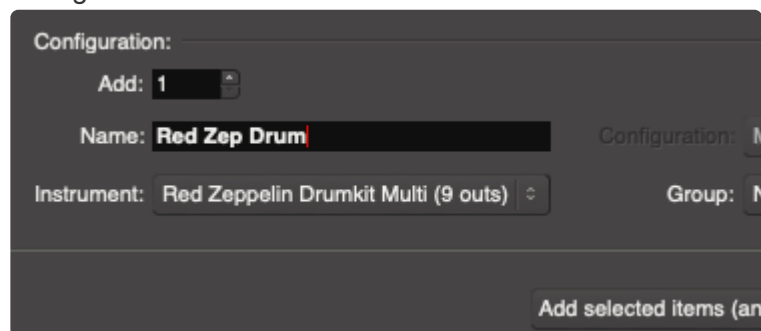 Configuration:
Add: 1
Name: Red Zep Drum Configuration:
Instrument: Red Zeppelin Drumkit Multi (9 outs) Group:
Add selected items